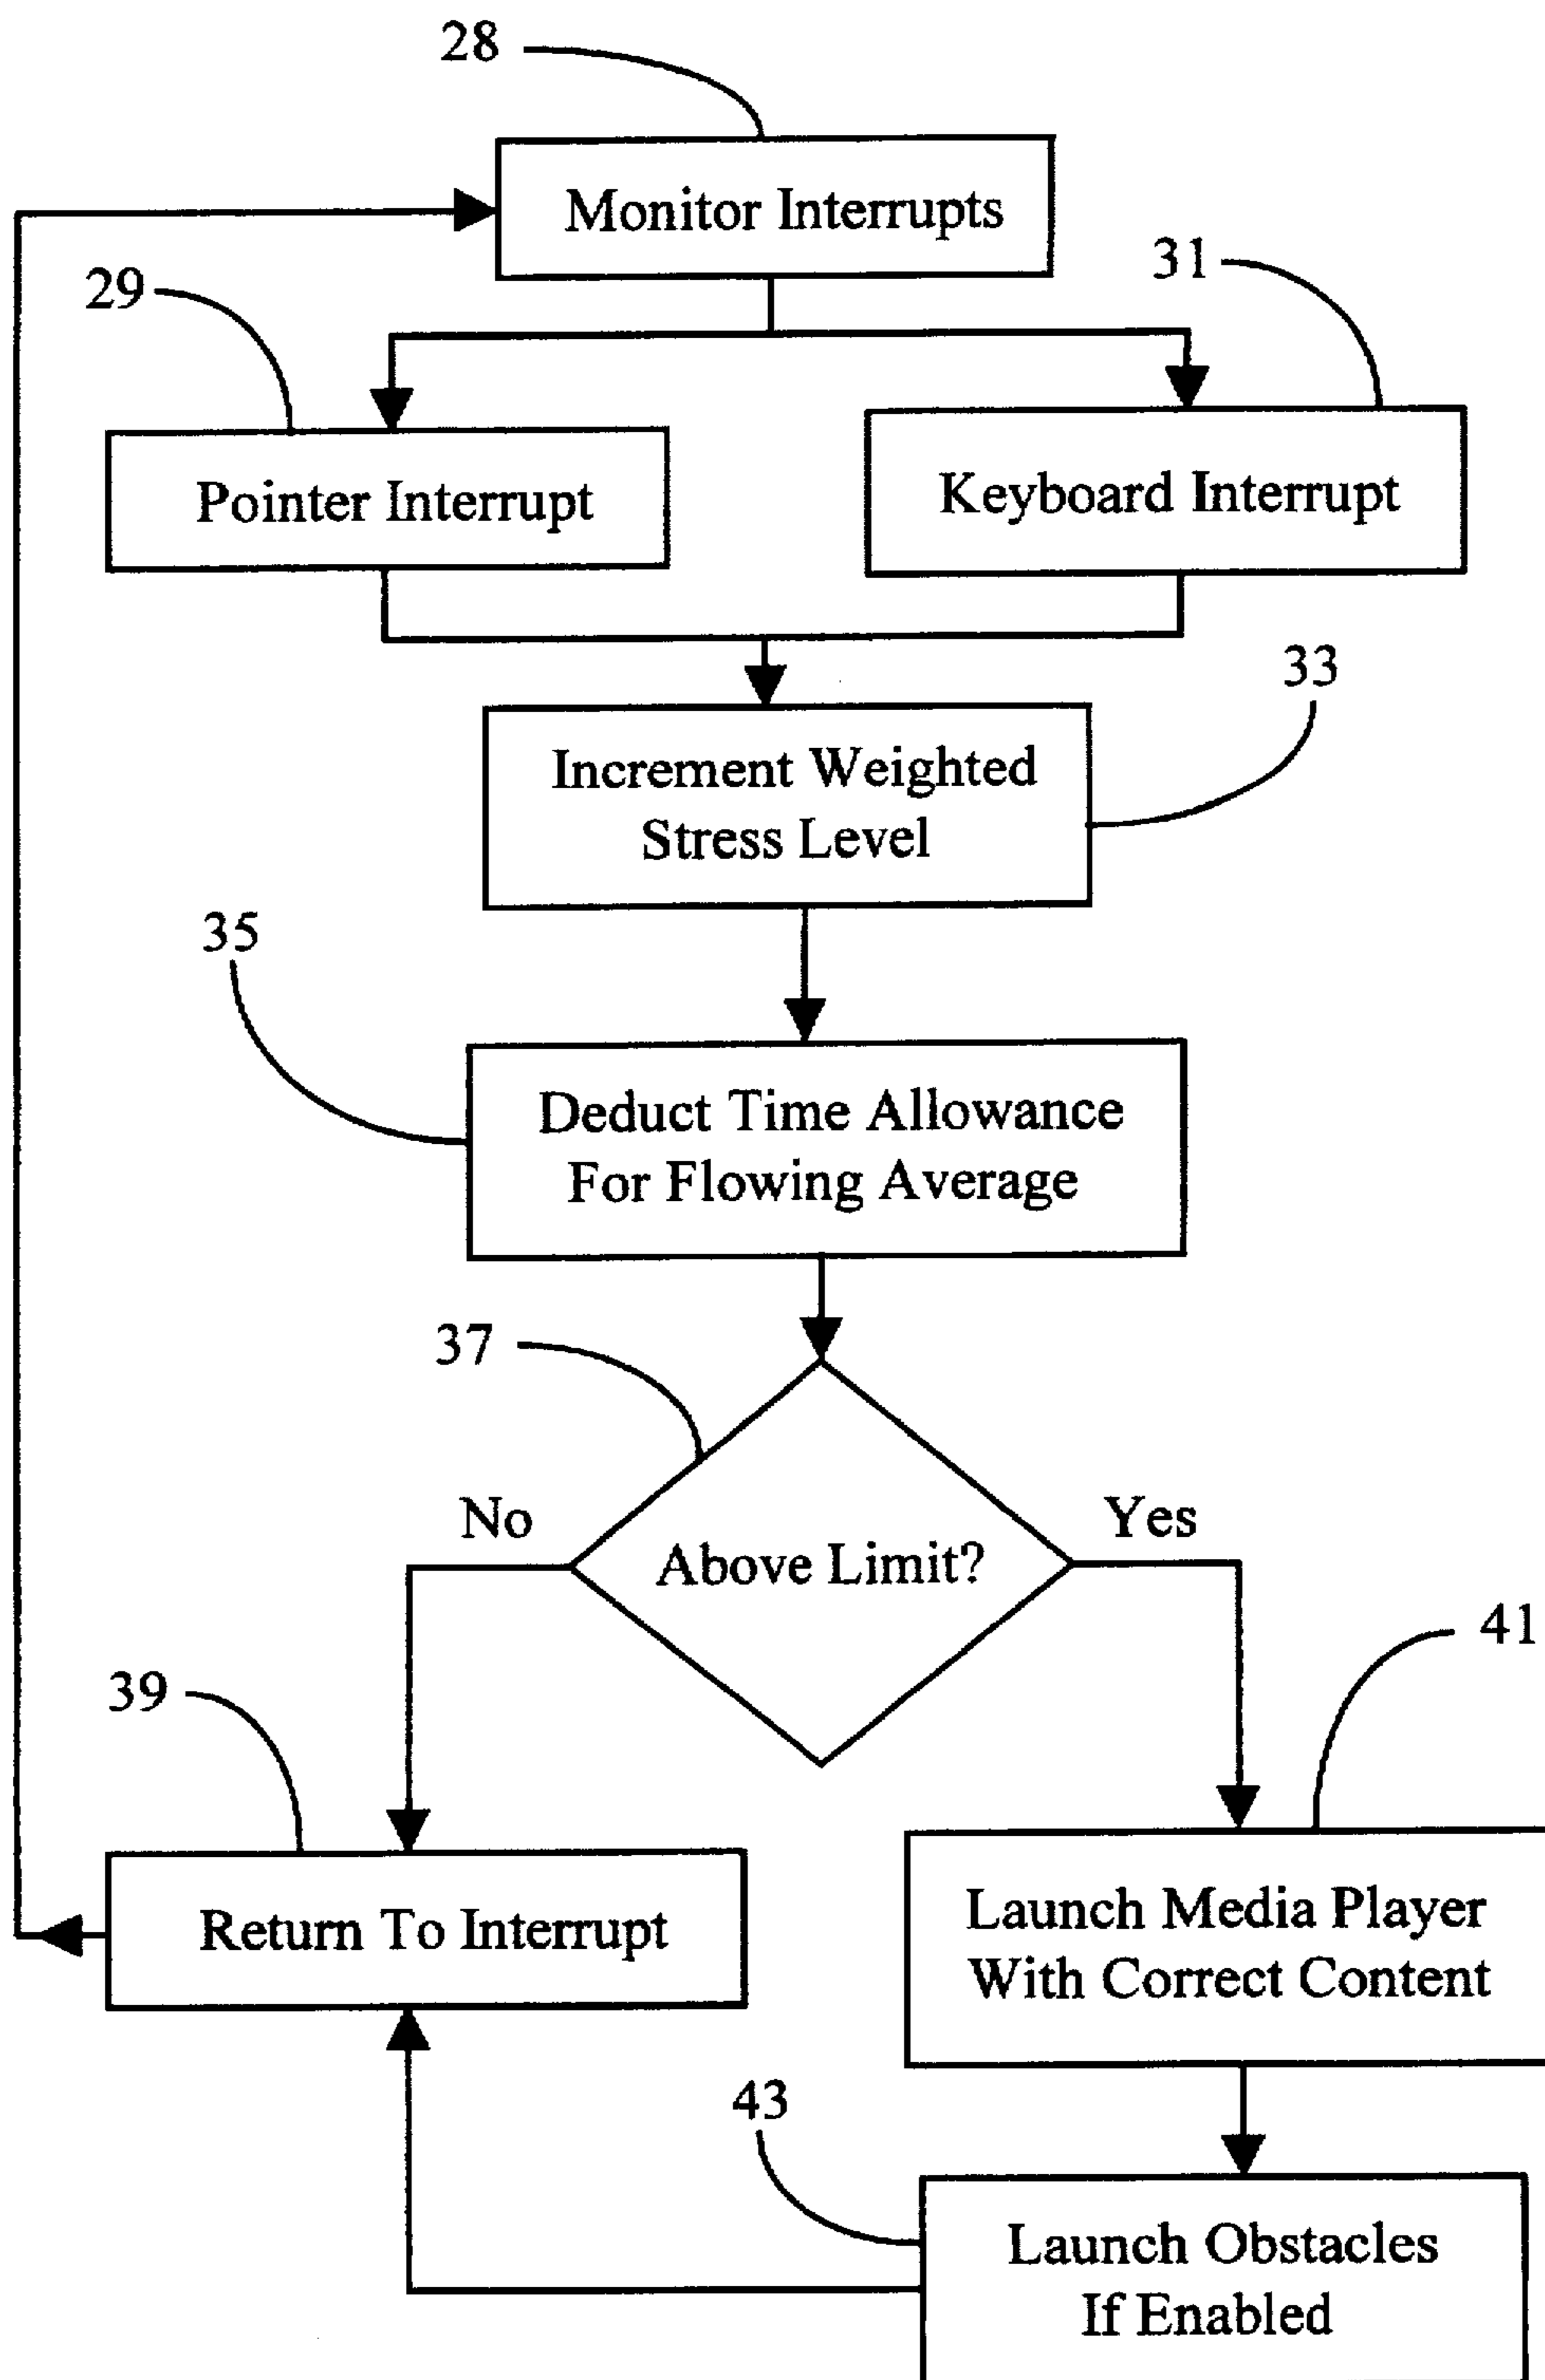 28
Monitor Interrupts
29
31
Pointer Interrupt
Keyboard Interrupt
33
Increment Weighted
Stress Level
35
Deduct Time Allowance
For Flowing Average
37
No
Yes
Above Limit?
41
39
Launch Media Player
With Correct Content
Return To Interrupt
43
Launch Obstacles
If Enabled